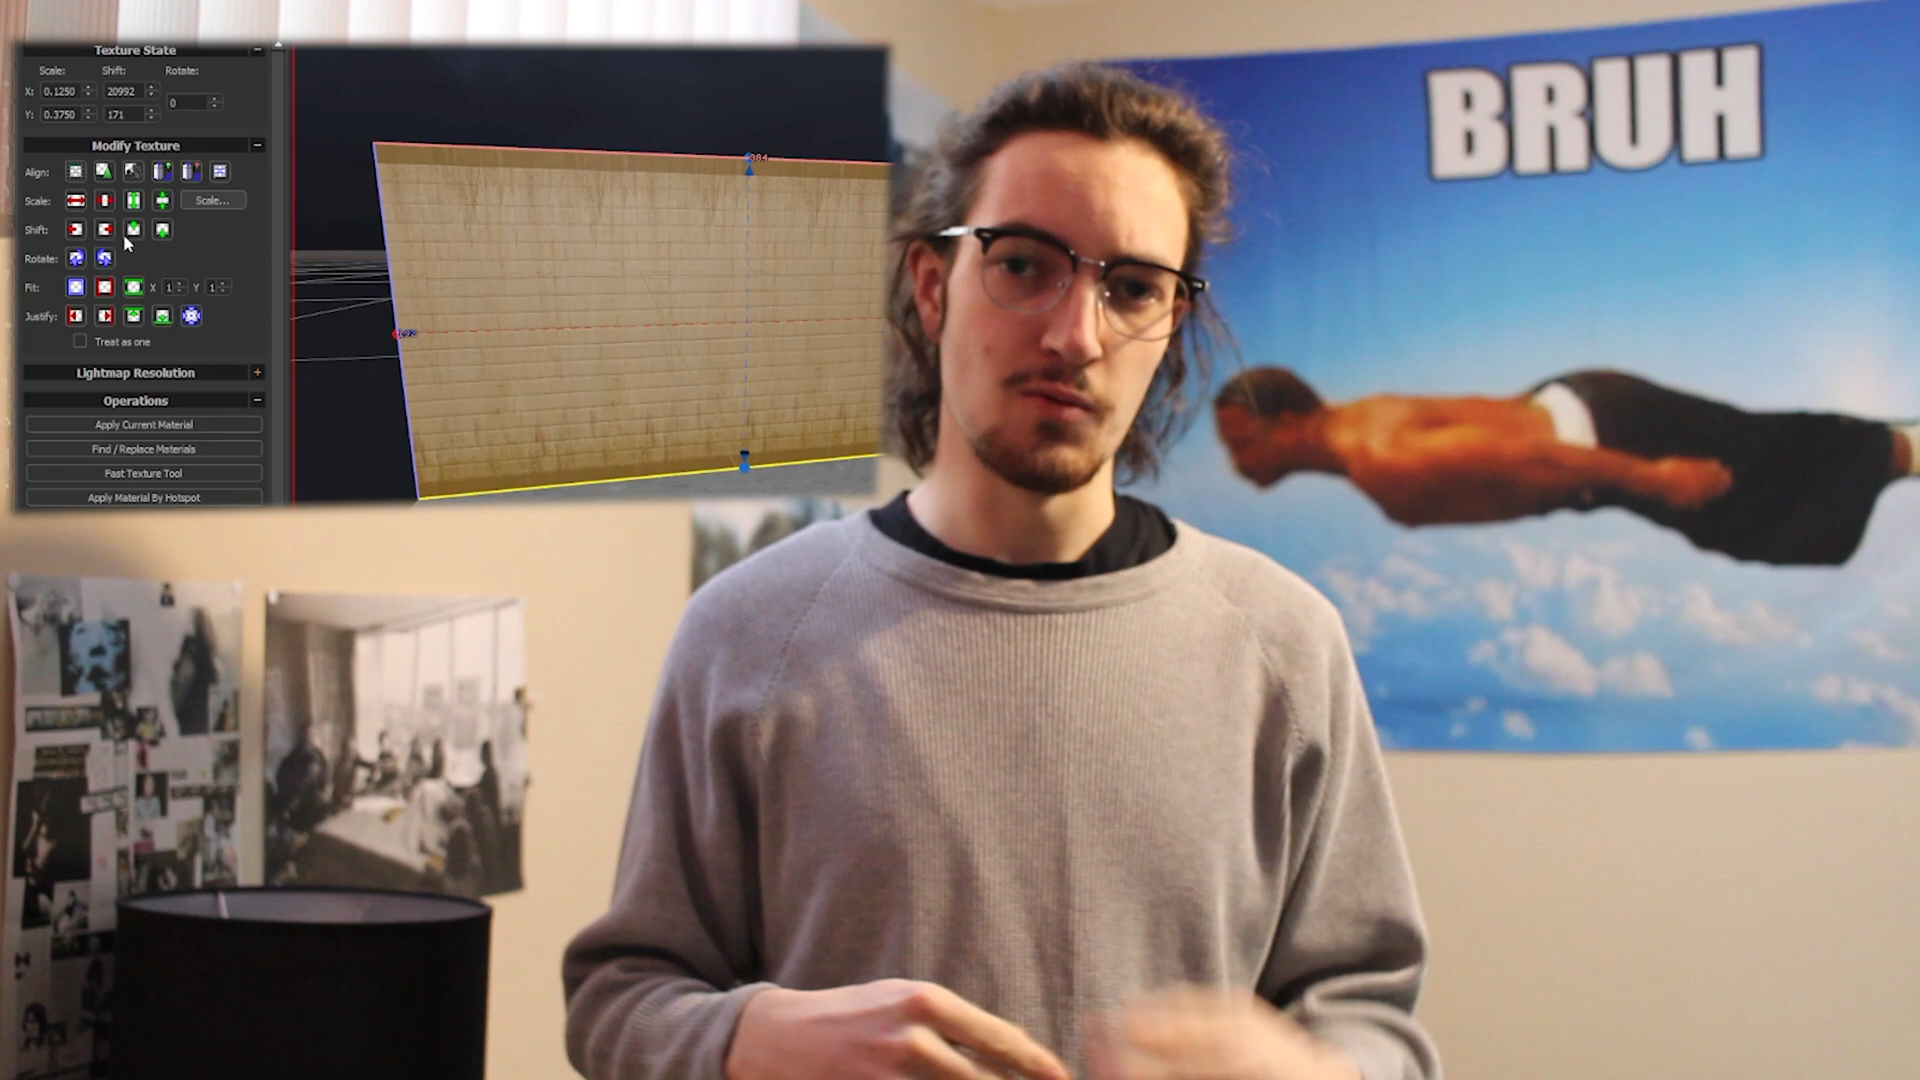 Texture State
Scale: Shift: Rotate:
X: 0.1250 20992 0
Y: 0.3750 171
Modify Texture
Align:
Scale: Scale...
Shift:
Rotate:
Fit: X 1 Y 1
Justify:
Treat as one
Lightmap Resolution
Operations
Apply Current Material
Find / Replace Materials
Fast Texture Tool
Apply Material By Hotspot
384
BRUH